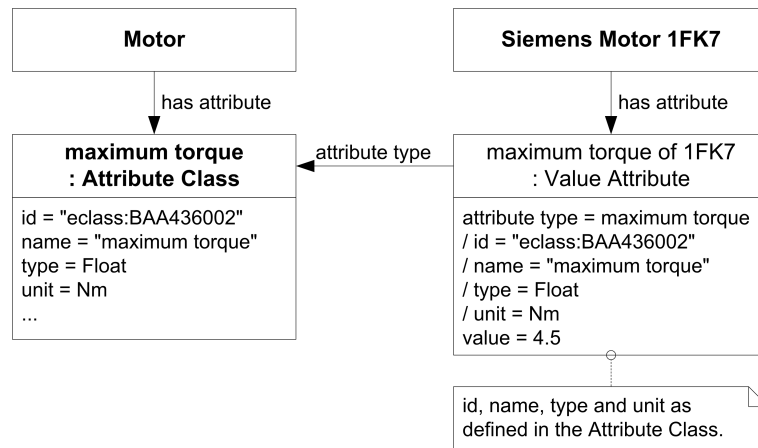 Motor
Siemens Motor 1FK7
has attribute
has attribute
maximum torque
: Attribute Class
attribute type
maximum torque of 1FK7
: Value Attribute
id = "eclass:BAA436002"
name = "maximum torque"
type = Float
unit = Nm
...
attribute type = maximum torque
/ id = "eclass:BAA436002"
/ name = "maximum torque"
/ type = Float
/ unit = Nm
value = 4.5
id, name, type and unit as
defined in the Attribute Class.